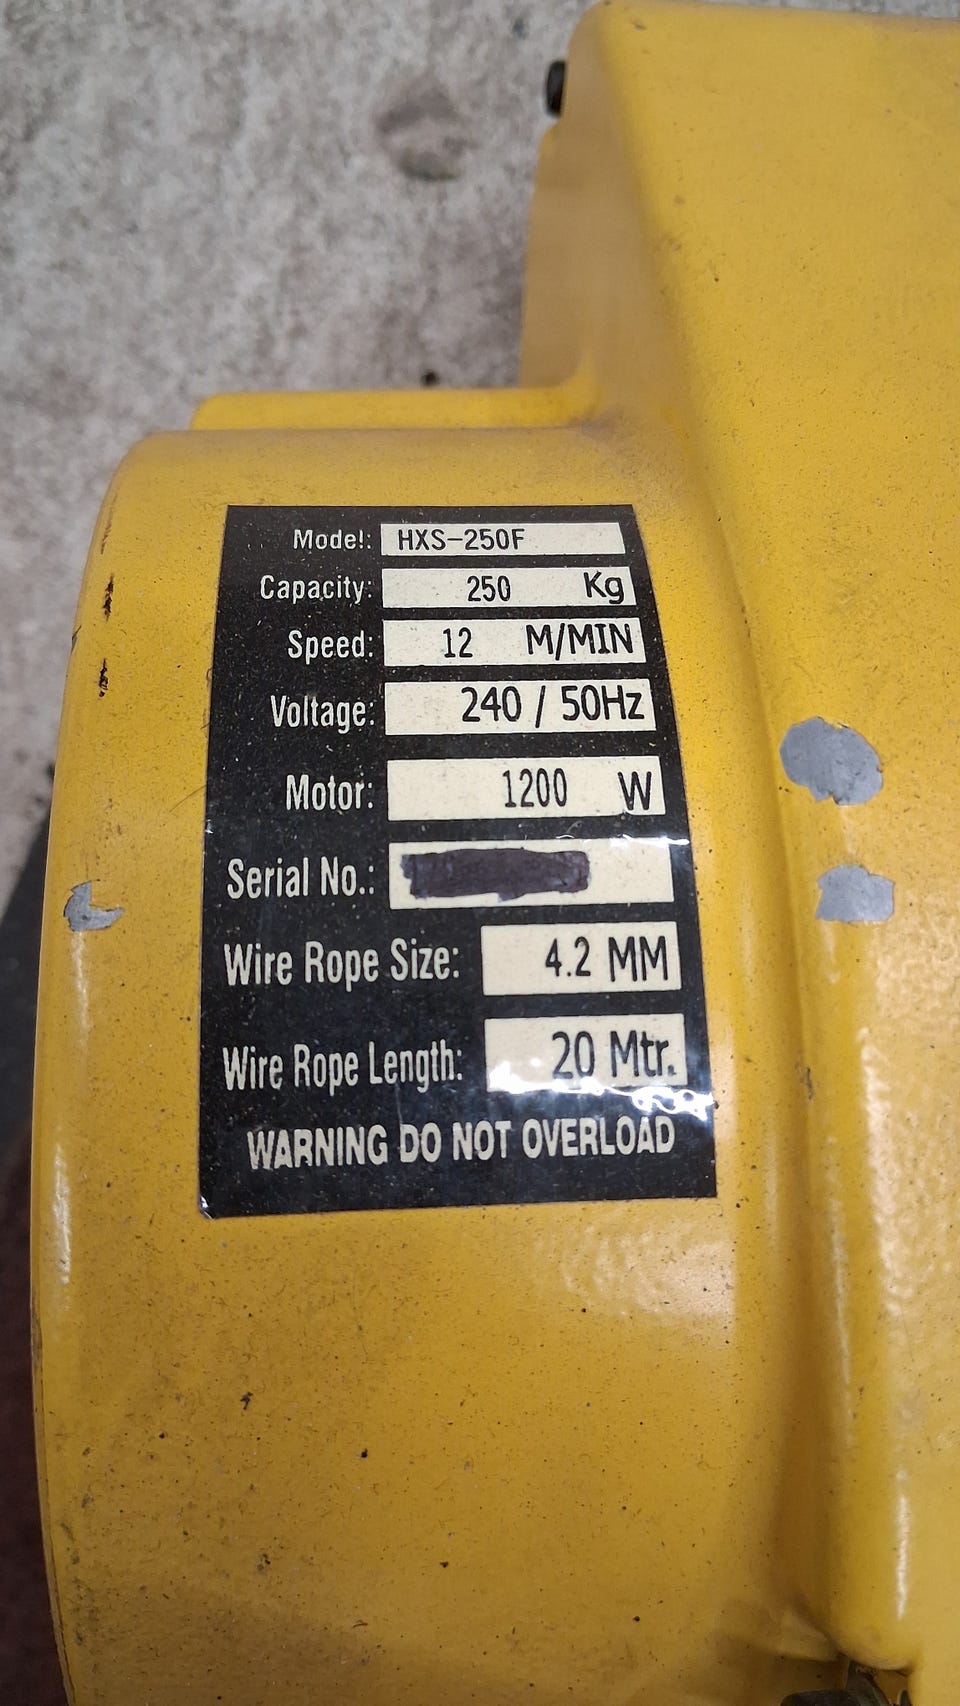 Model: HXS-250F
Capacity: 250 Kg
Speed: 12 M/MIN
Voltage: 240 / 50Hz
Motor: 1200 W
Serial No.:
Wire Rope Size: 4.2 MM
Wire Rope Length: 20 Mtr.
WARNING DO NOT OVERLOAD